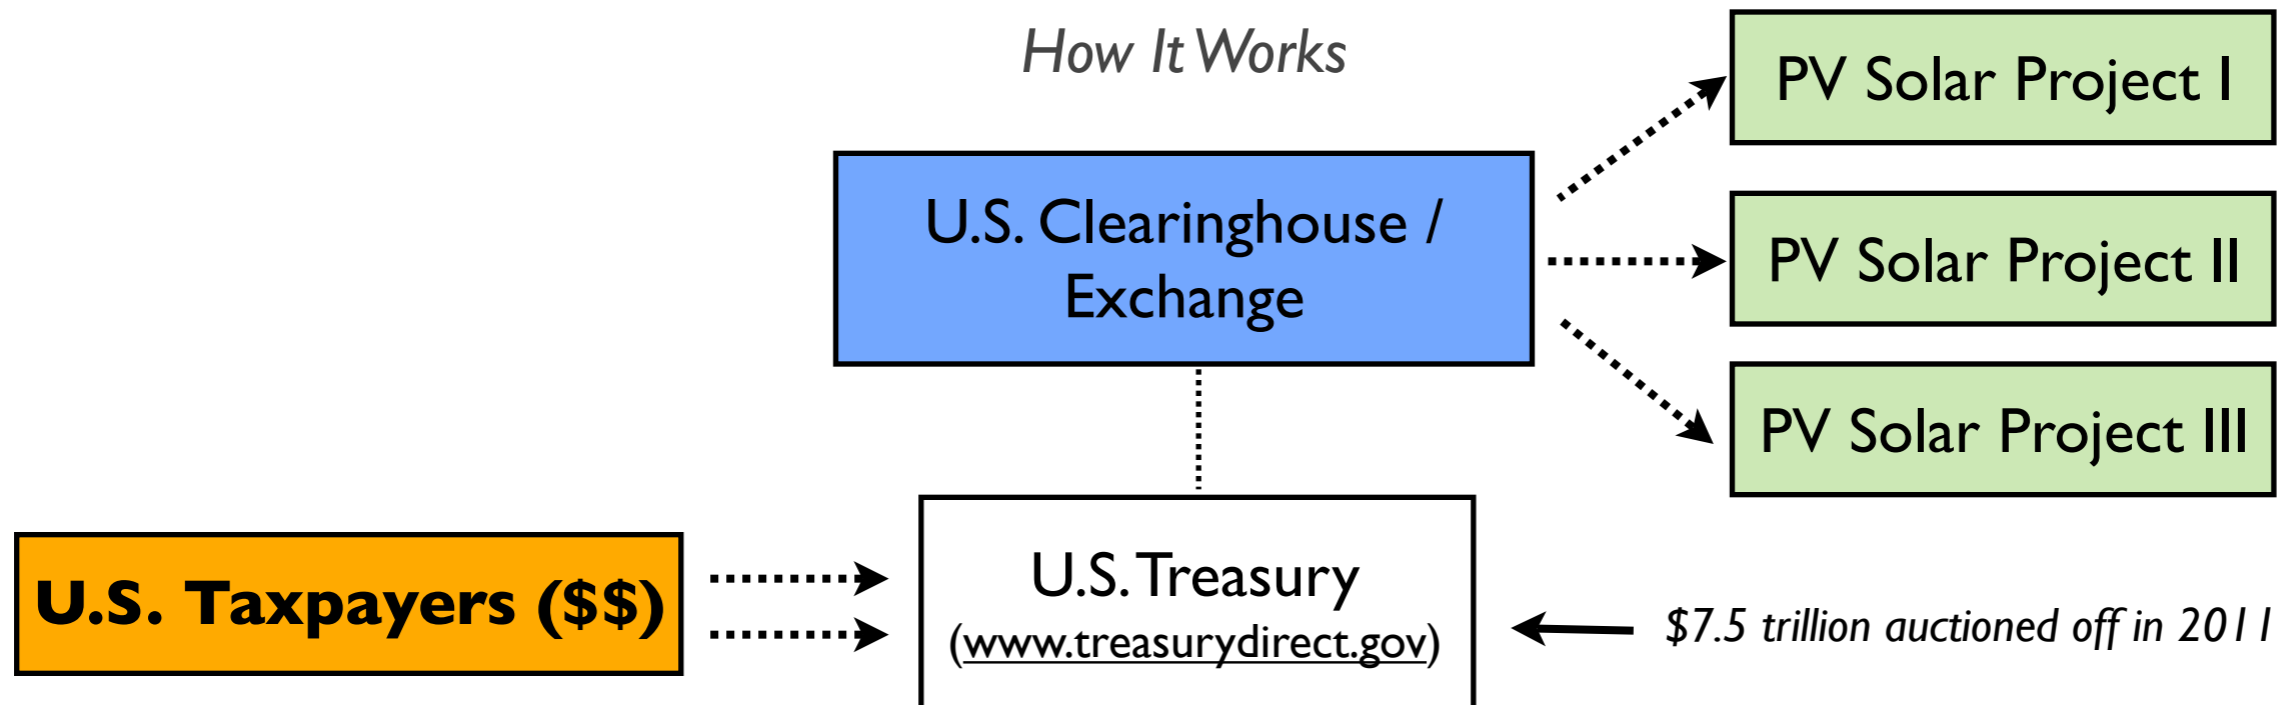 How It Works
PV Solar Project I
U.S. Clearinghouse /
Exchange
PV Solar Project II
PV Solar Project III
U.S. Taxpayers ($$)
U.S. Treasury
(www.treasurydirect.gov)
$7.5 trillion auctioned off in 2011